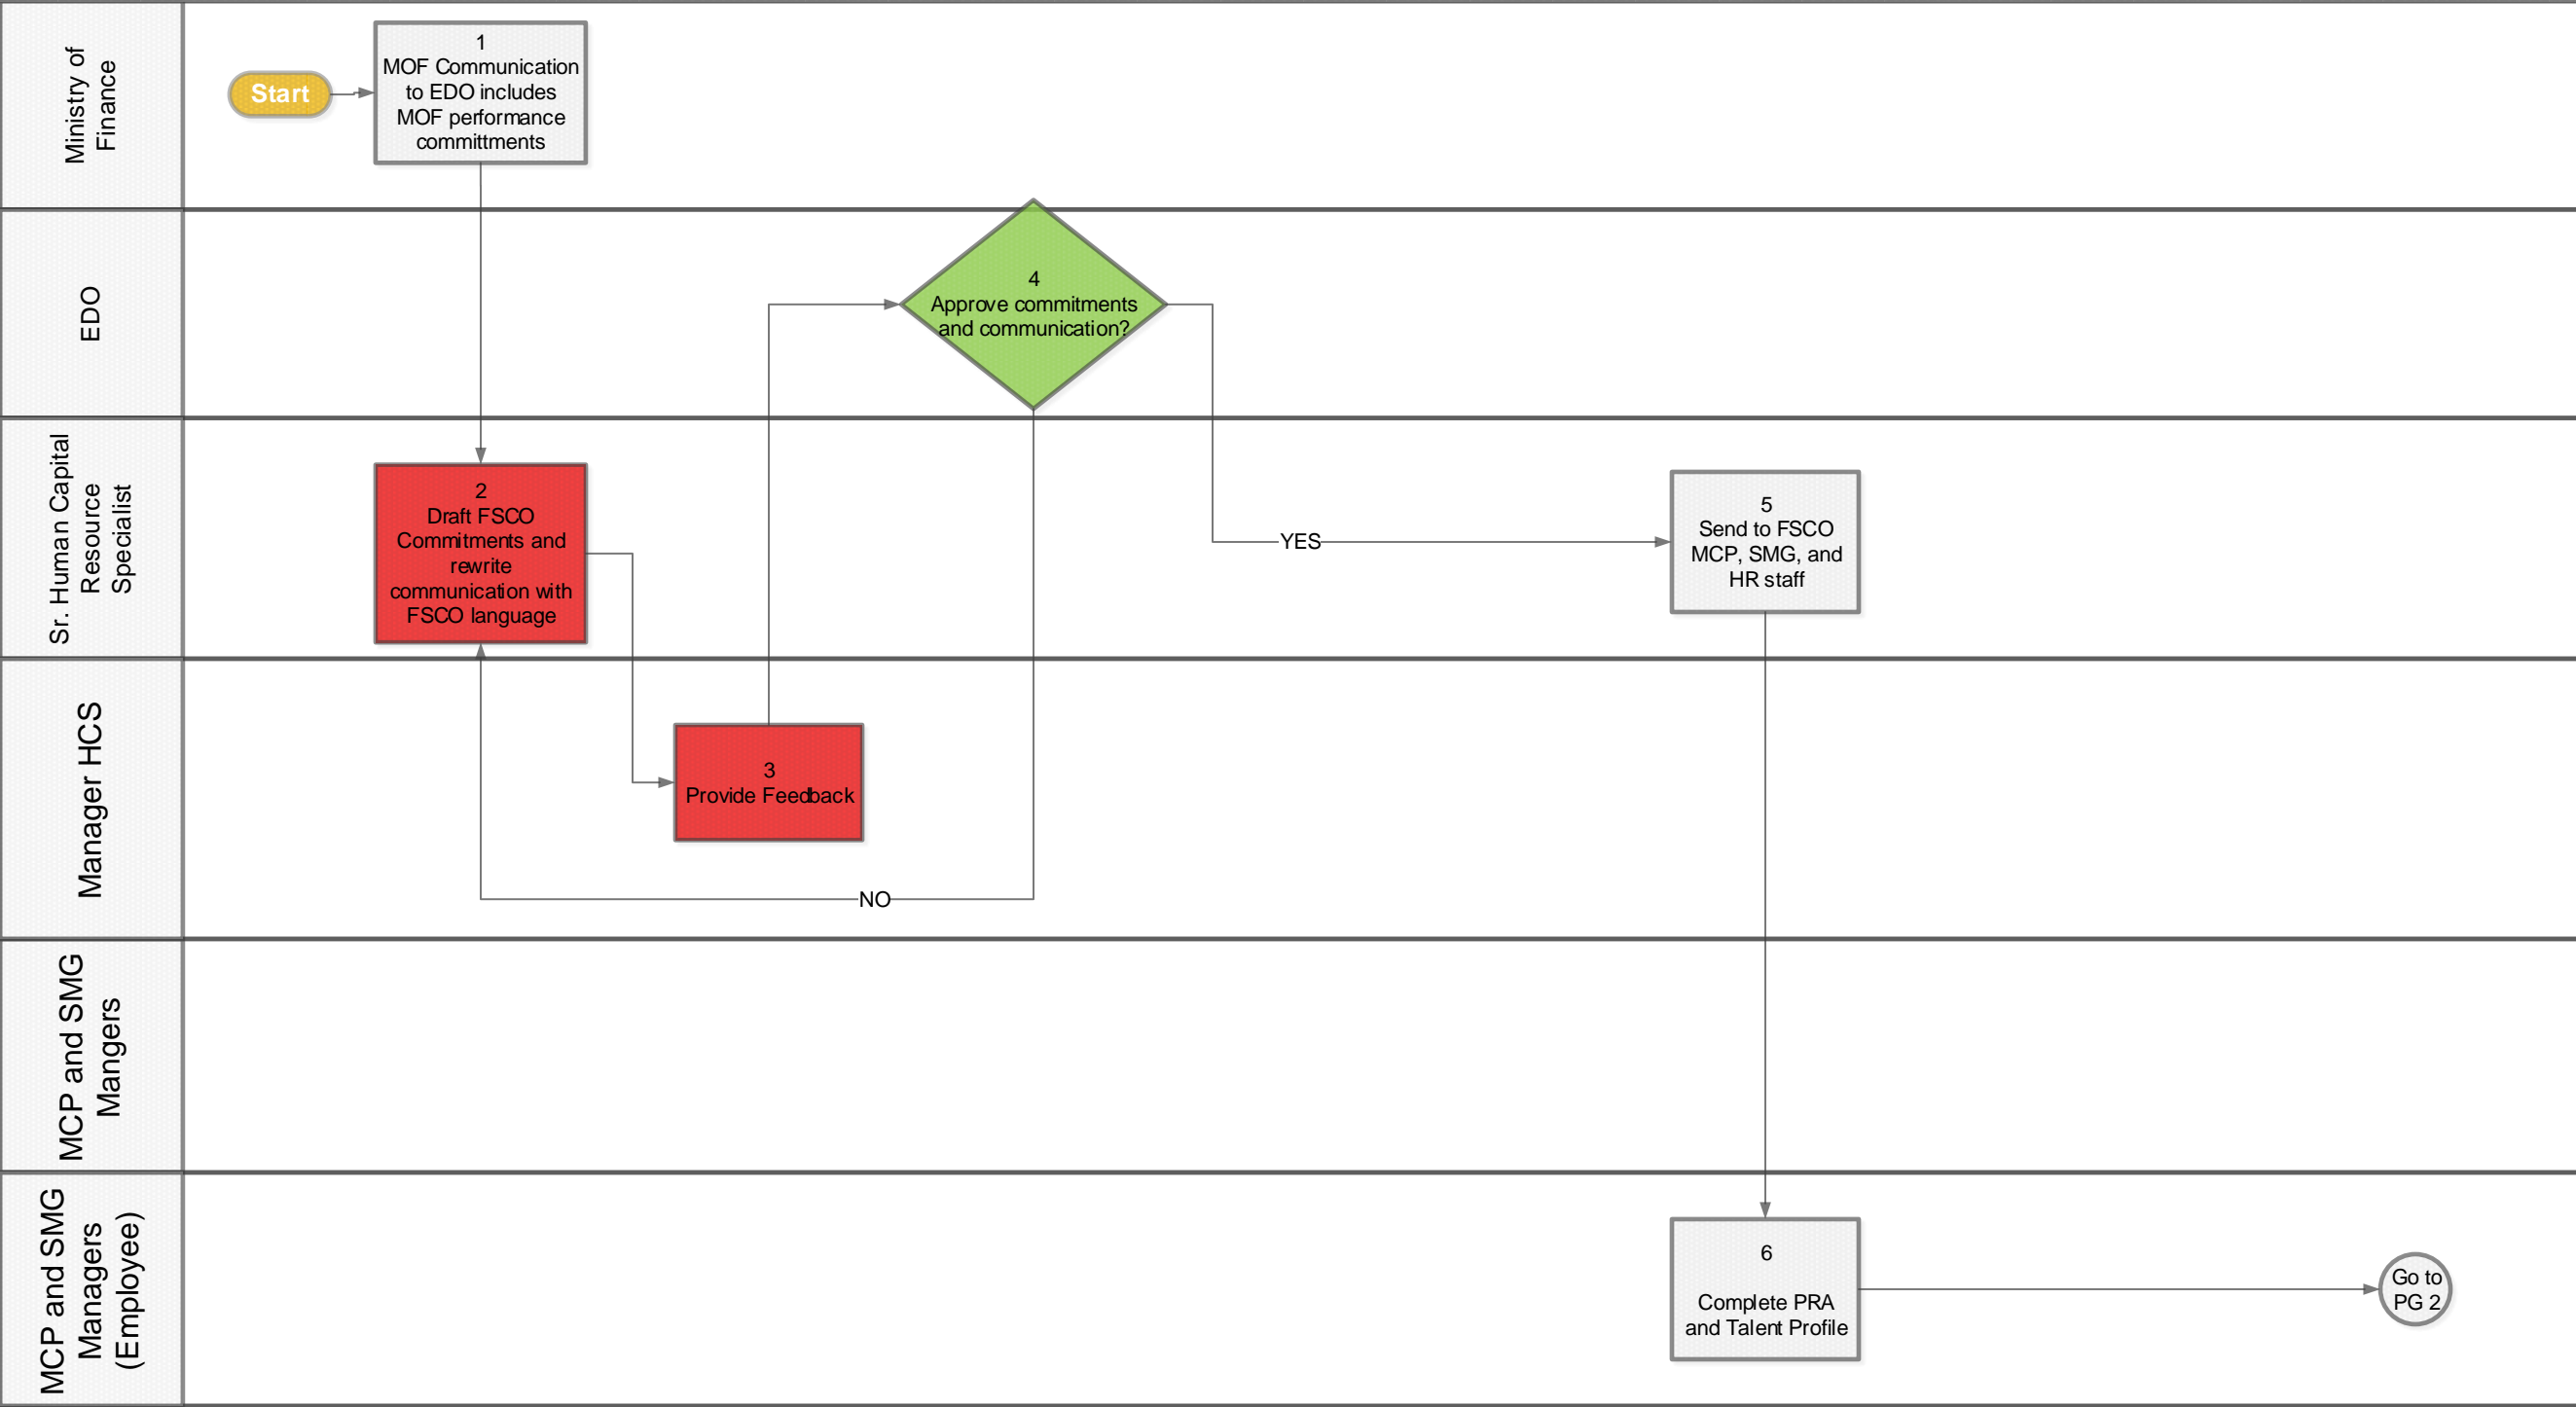 Ministry of
Finance
Start
1
MOF Communication
to EDO includes
MOF performance
committments
EDO
4
Approve commitments
and communication?
Sr. Human Capital
Resource
Specialist
2
Draft FSCO
Commitments and
rewrite
communication with
FSCO language
YES
5
Send to FSCO
MCP, SMG, and
HR staff
Manager HCS
3
Provide Feedback
NO
MCP and SMG
Mangers
MCP and SMG
Managers
(Employee)
6
Complete PRA
and Talent Profile
Go to
PG 2